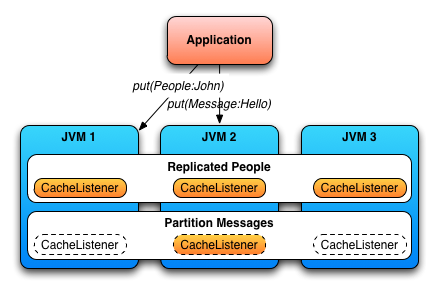 Application
put(People:John)
put(Message:Hello)
JVM 1 JVM 2 JVM 3
Replicated People
CacheListener CacheListener CacheListener
Partition Messages
CacheListener CacheListener CacheListener